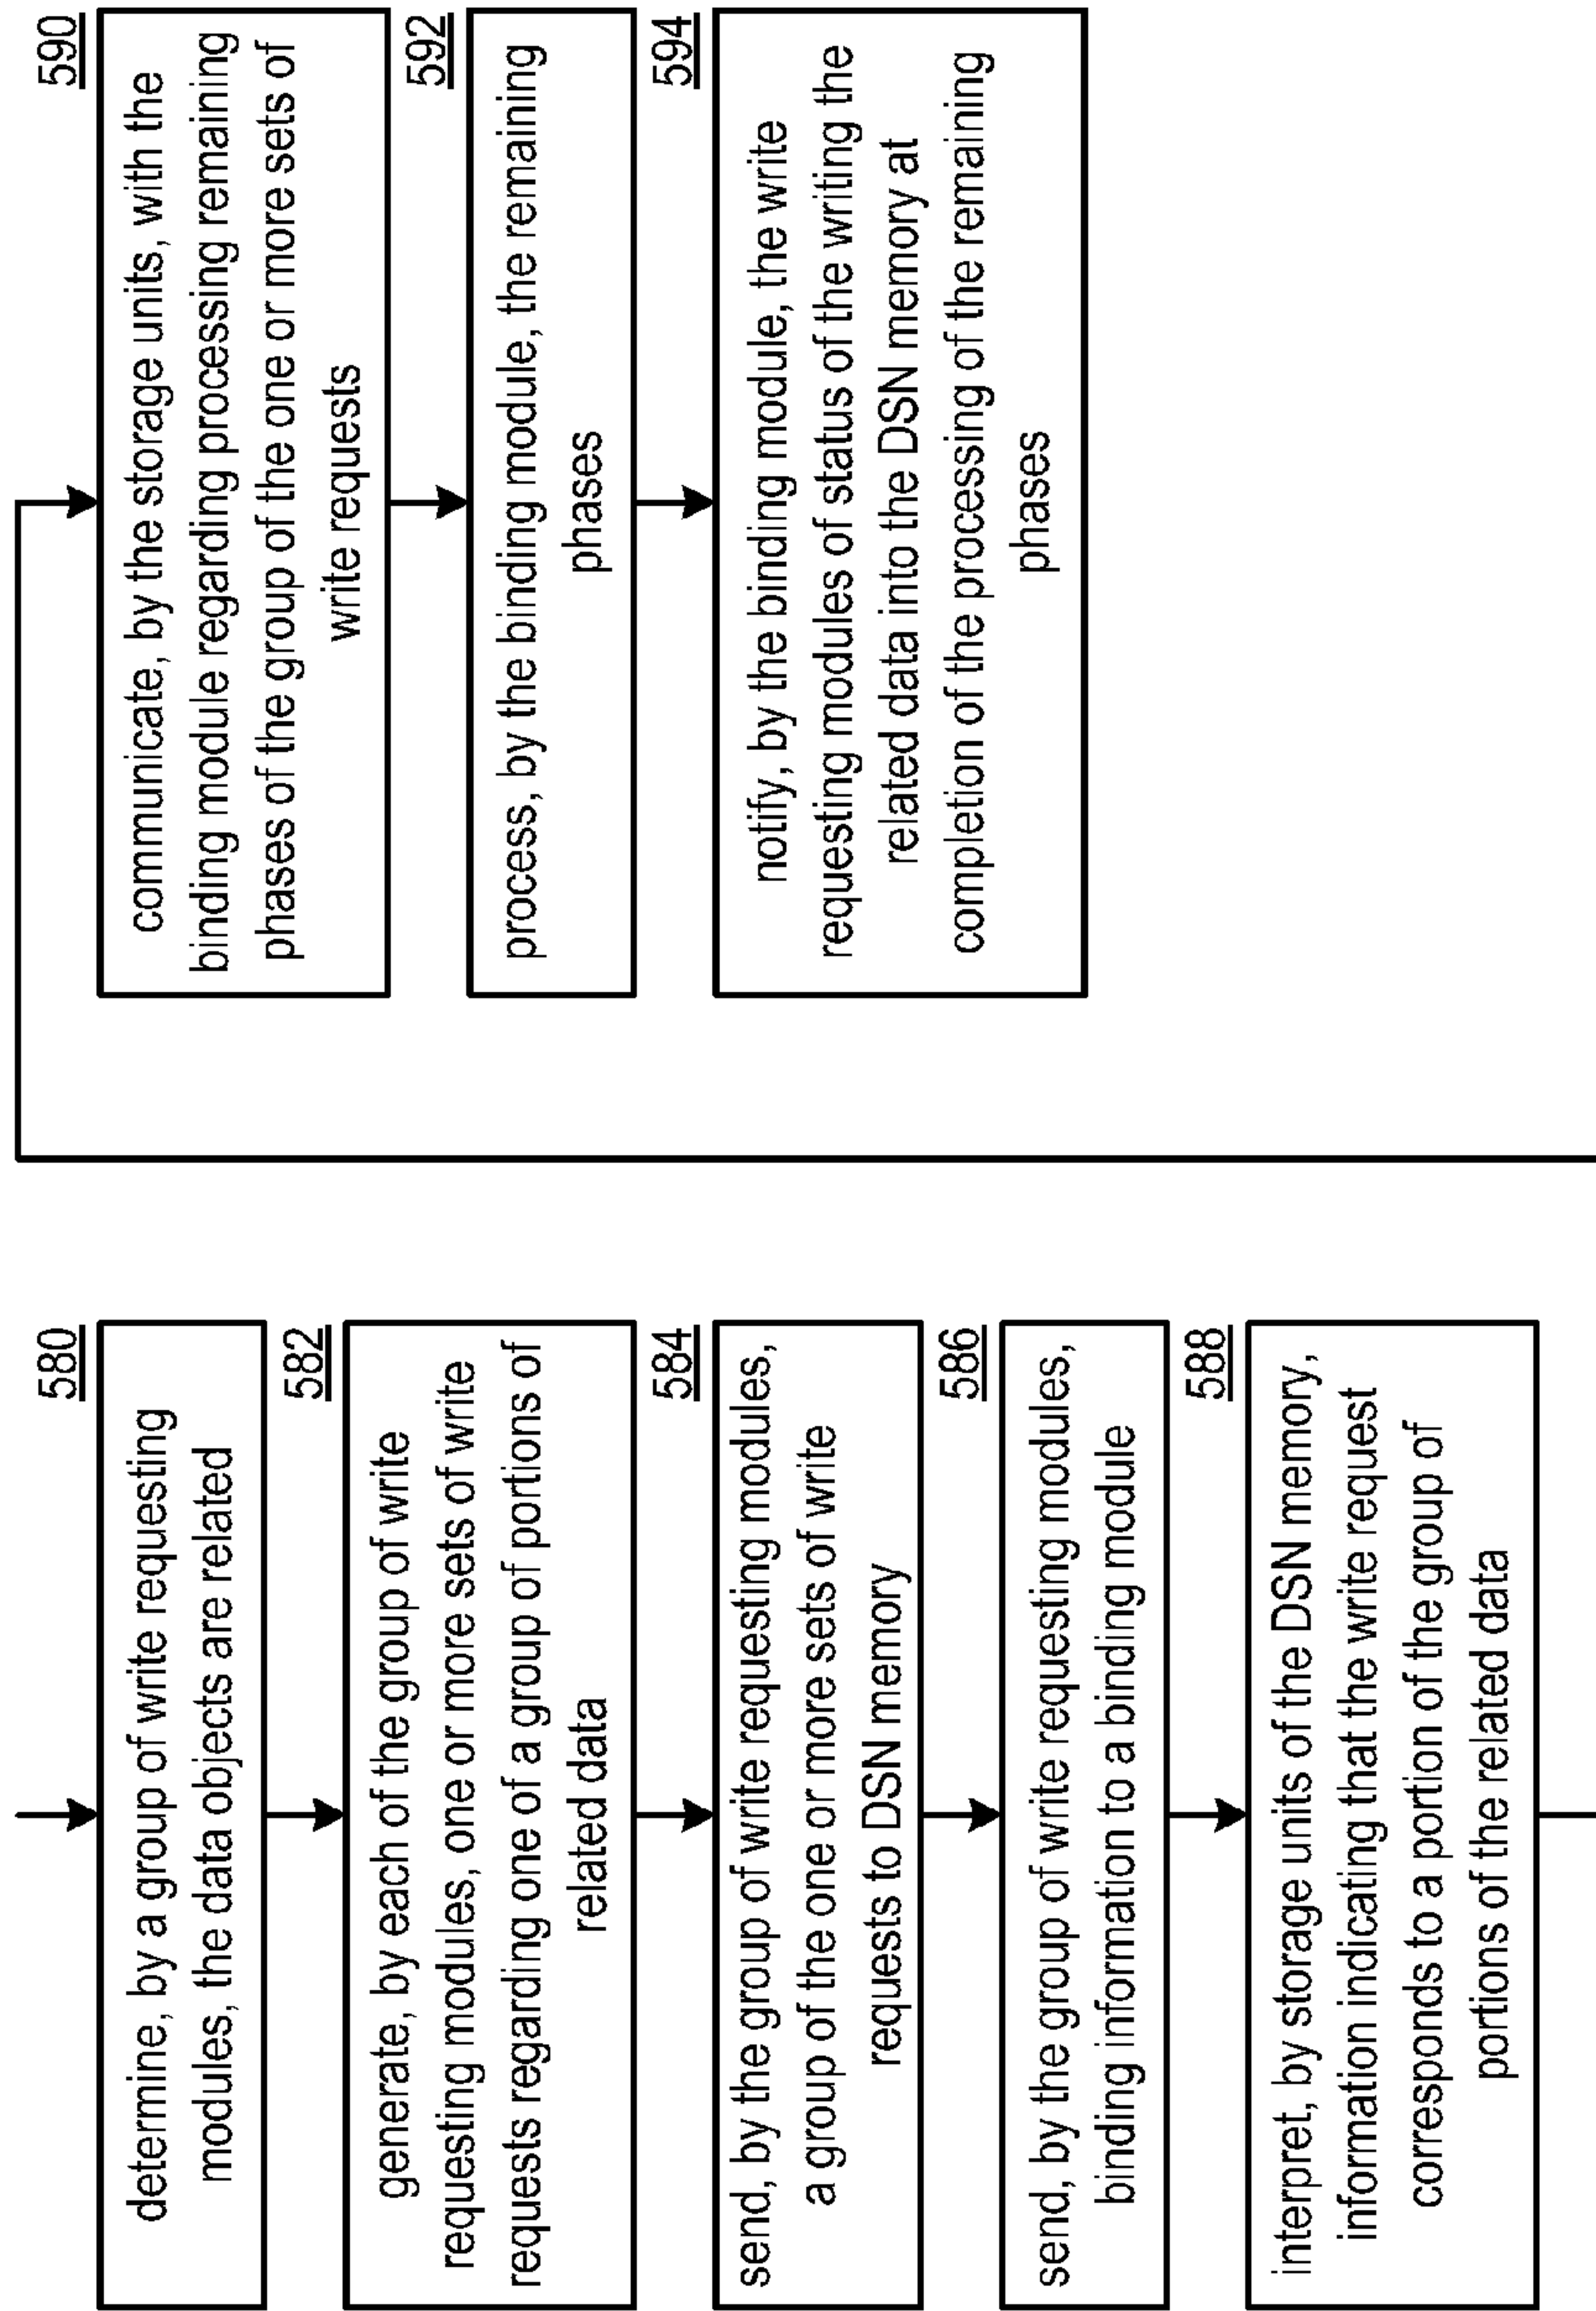 580
determine, by a group of write requesting
modules, the data objects are related
582
generate, by each of the group of write
requesting modules, one or more sets of write
requests regarding one of a group of portions of
related data
584
send, by the group of write requesting modules,
a group of the one or more sets of write
requests to DSN memory
586
send, by the group of write requesting modules,
binding information to a binding module
588
interpret, by storage units of the DSN memory,
information indicating that the write request
corresponds to a portion of the group of
portions of the related data
590
communicate, by the storage units, with the
binding module regarding processing remaining
phases of the group of the one or more sets of
write requests
592
process, by the binding module, the remaining
phases
594
notify, by the binding module, the write
requesting modules of status of the writing the
related data into the DSN memory at
completion of the processing of the remaining
phases